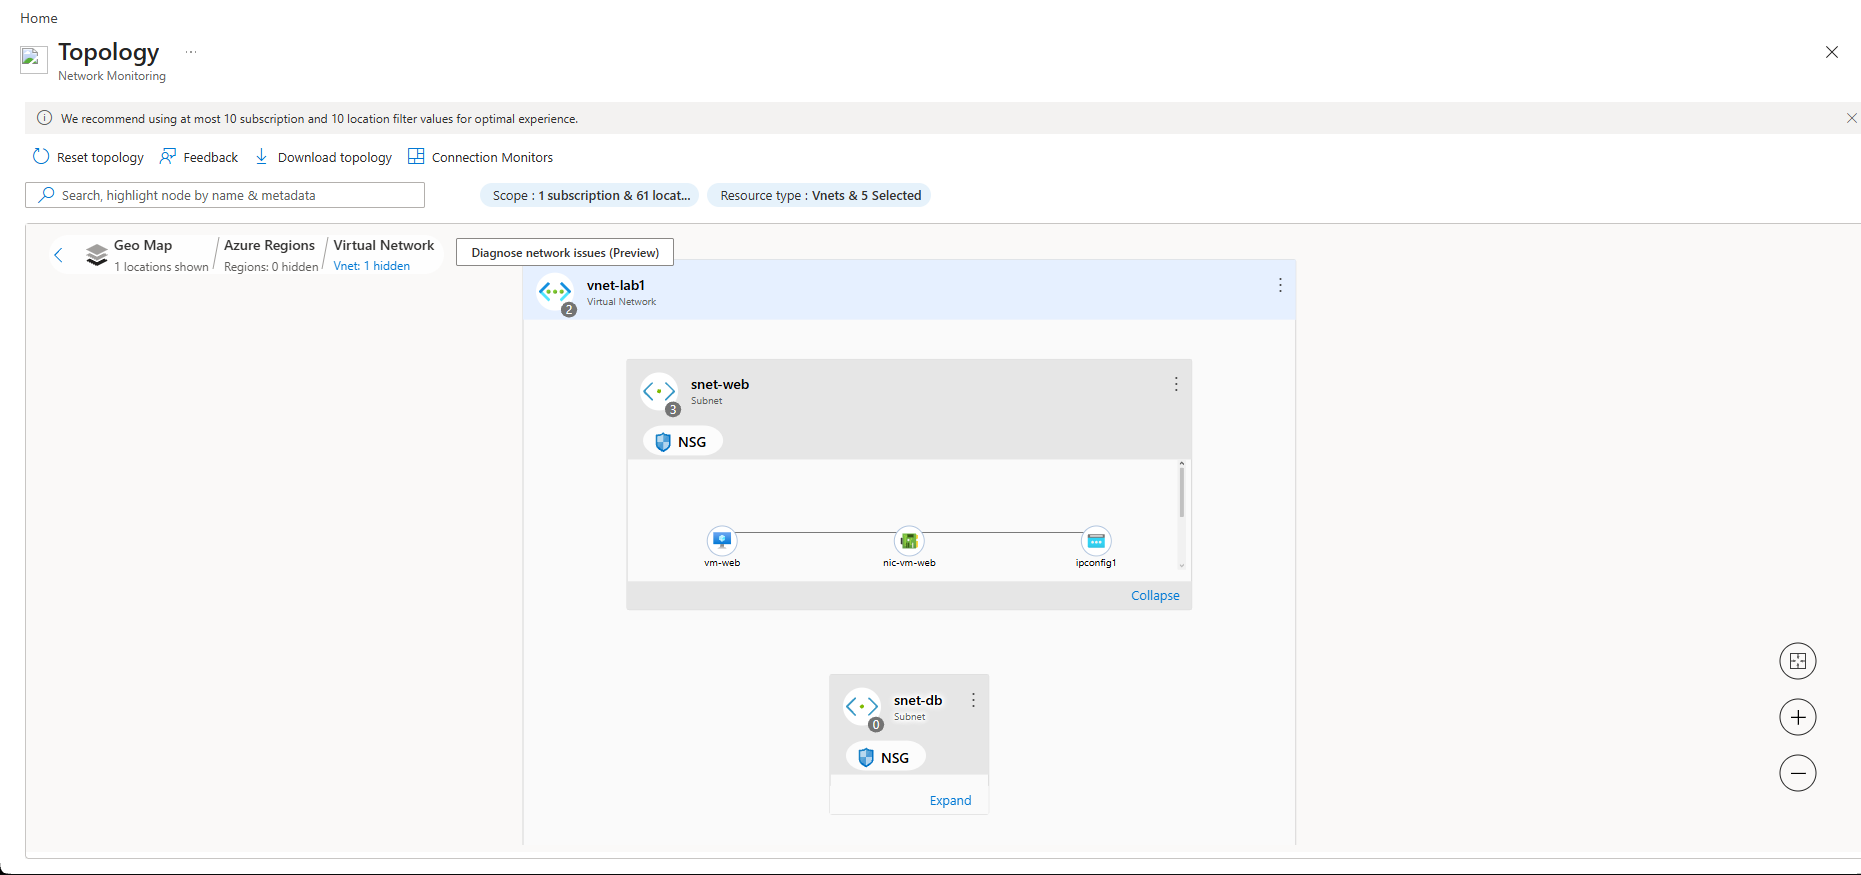 Home
Topology ...
Network Monitoring
We recommend using at most 10 subscription and 10 location filter values for optimal experience.
Reset topology Feedback Download topology Connection Monitors
Search, highlight node by name & metadata Scope : 1 subscription & 61 locat... Resource type : Vnets & 5 Selected
Geo Map Azure Regions Virtual Network
1 locations shown Regions: 0 hidden Vnet: 1 hidden
Diagnose network issues (Preview)
vnet-lab1
Virtual Network
2
snet-web
Subnet
3
NSG
vm-web nic-vm-web ipconfig1
Collapse
snet-db
Subnet
0
NSG
Expand